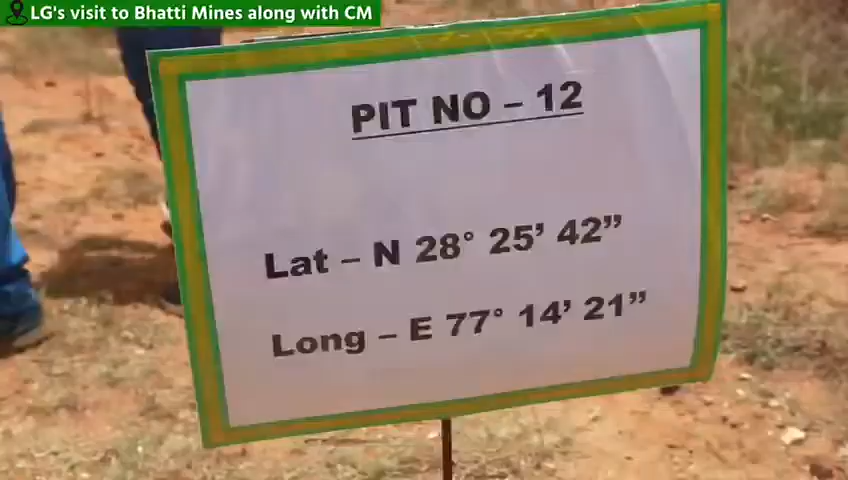 LG's visit to Bhatti Mines along with CM
PIT NO – 12
Lat – N 28° 25’ 42”
Long – E 77° 14’ 21”